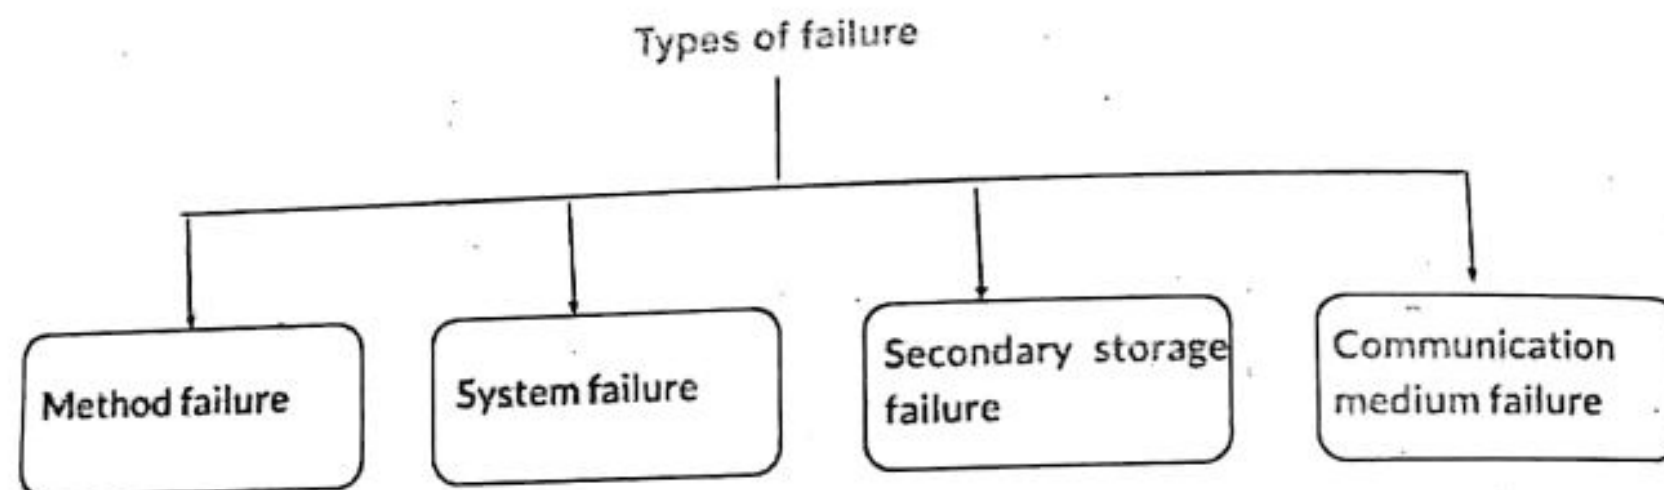 Types of failure
Method failure
System failure
Secondary storage
failure
Communication
medium failure